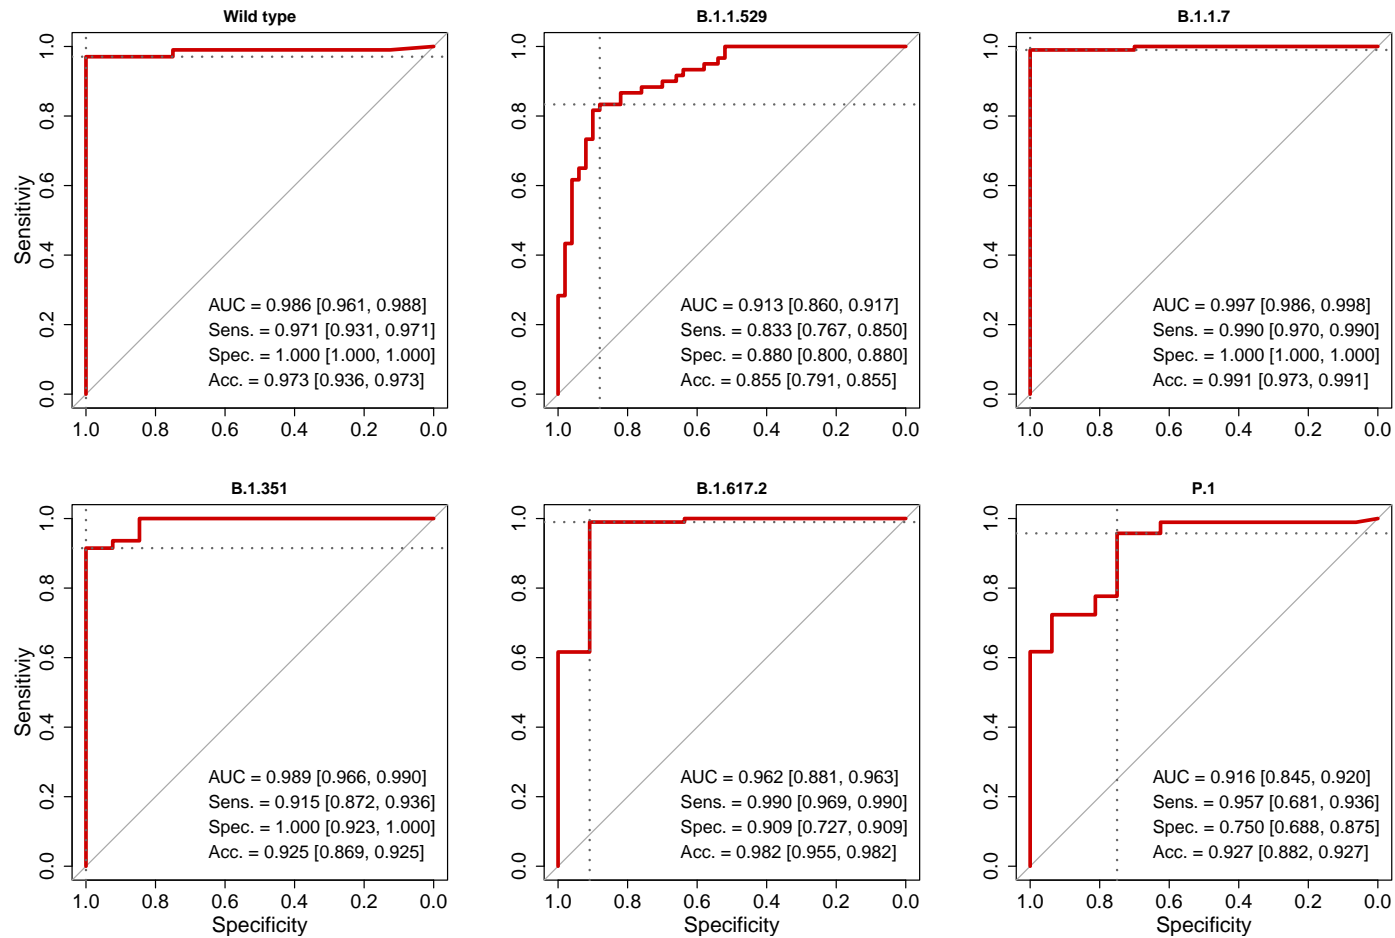 Wild type
Sensitiviy
1.0
0.8
0.6
0.4
0.2
0.0
AUC = 0.986 [0.961, 0.988]
Sens. = 0.971 [0.931, 0.971]
Spec. = 1.000 [1.000, 1.000]
Acc. = 0.973 [0.936, 0.973]
1.0 0.8 0.6 0.4 0.2 0.0
B.1.1.529
1.0
0.8
0.6
0.4
0.2
0.0
AUC = 0.913 [0.860, 0.917]
Sens. = 0.833 [0.767, 0.850]
Spec. = 0.880 [0.800, 0.880]
Acc. = 0.855 [0.791, 0.855]
1.0 0.8 0.6 0.4 0.2 0.0
B.1.1.7
1.0
0.8
0.6
0.4
0.2
0.0
AUC = 0.997 [0.986, 0.998]
Sens. = 0.990 [0.970, 0.990]
Spec. = 1.000 [1.000, 1.000]
Acc. = 0.991 [0.973, 0.991]
1.0 0.8 0.6 0.4 0.2 0.0
B.1.351
Sensitiviy
1.0
0.8
0.6
0.4
0.2
0.0
AUC = 0.989 [0.966, 0.990]
Sens. = 0.915 [0.872, 0.936]
Spec. = 1.000 [0.923, 1.000]
Acc. = 0.925 [0.869, 0.925]
1.0 0.8 0.6 0.4 0.2 0.0
Specificity
B.1.617.2
1.0
0.8
0.6
0.4
0.2
0.0
AUC = 0.962 [0.881, 0.963]
Sens. = 0.990 [0.969, 0.990]
Spec. = 0.909 [0.727, 0.909]
Acc. = 0.982 [0.955, 0.982]
1.0 0.8 0.6 0.4 0.2 0.0
Specificity
P.1
1.0
0.8
0.6
0.4
0.2
0.0
AUC = 0.916 [0.845, 0.920]
Sens. = 0.957 [0.681, 0.936]
Spec. = 0.750 [0.688, 0.875]
Acc. = 0.927 [0.882, 0.927]
1.0 0.8 0.6 0.4 0.2 0.0
Specificity